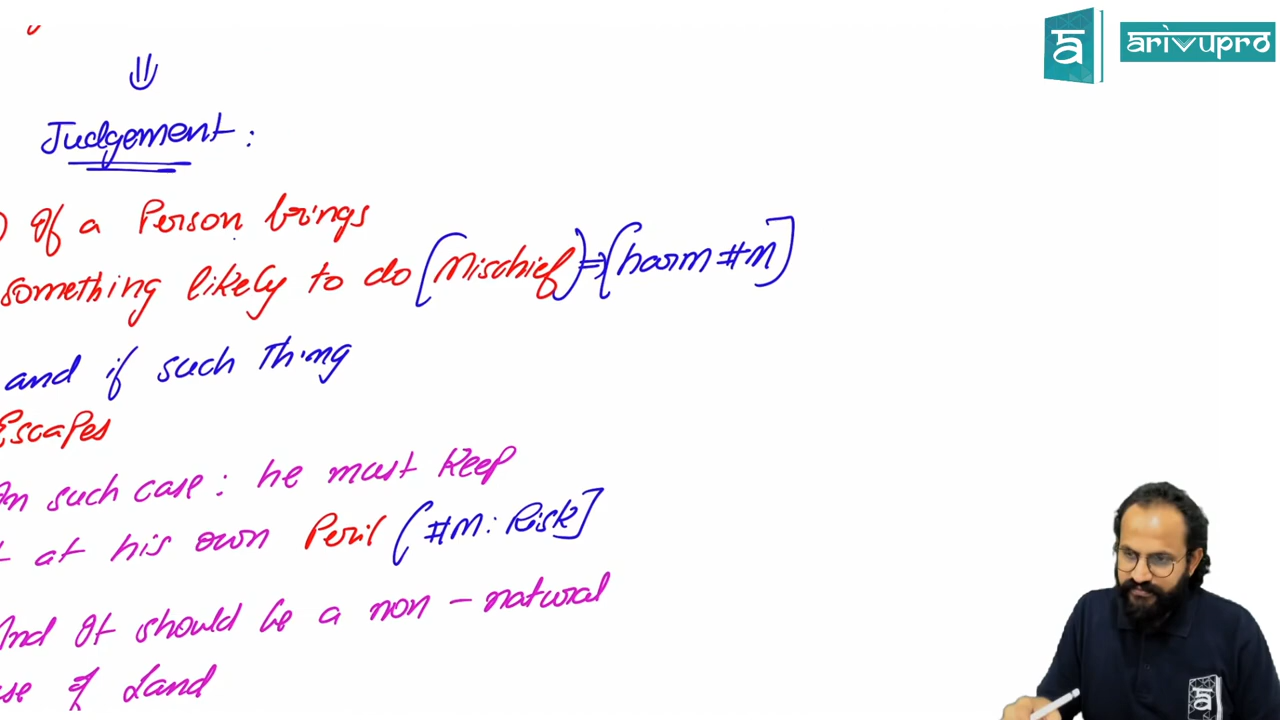 arivupro
Judgement :
) If a Person brings
something likely to do (Mischief) ⇒ [harm #M]
and if such Thing
Escapes
In such case : he must keep
at his own Peril (#M : Risk]
And It should be a non - natural
use of Land